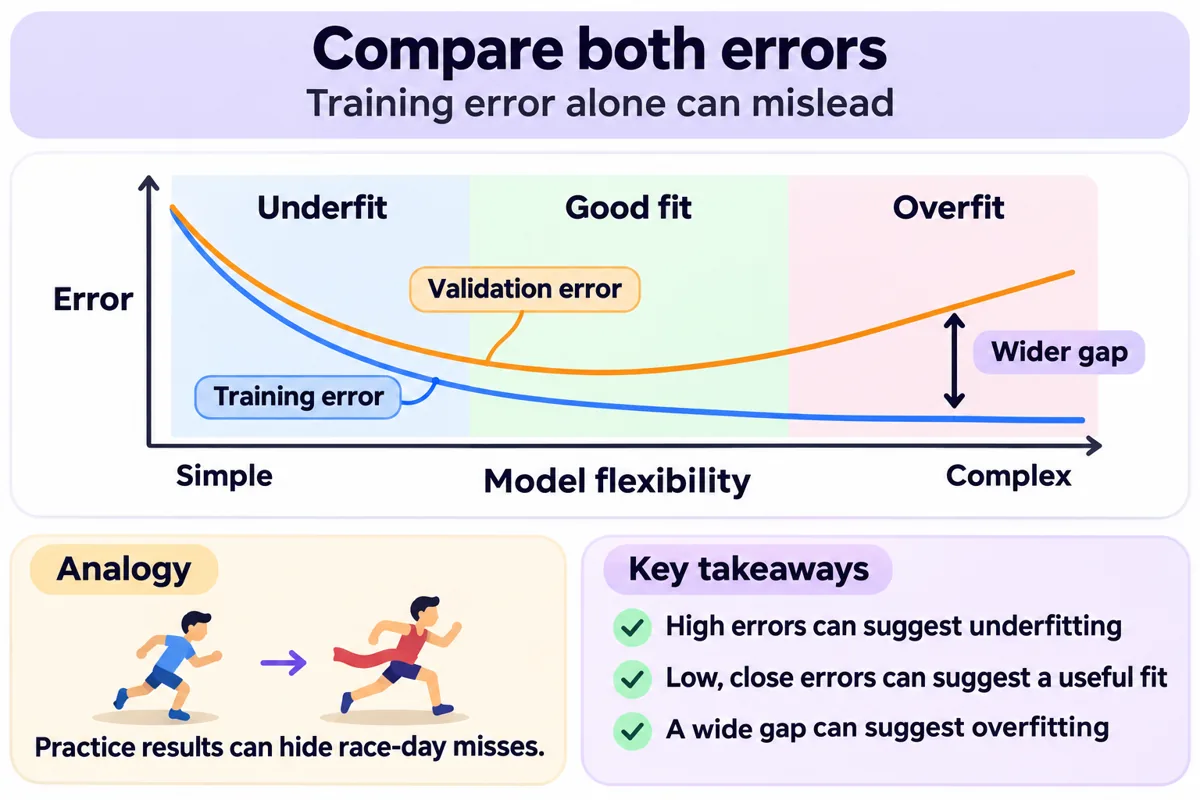 Compare both errors
Training error alone can mislead
Underfit
Good fit
Overfit
Error
Validation error
Training error
Wider gap
Simple
Model flexibility
Complex
Analogy
Practice results can hide race-day misses.
Key takeaways
High errors can suggest underfitting
Low, close errors can suggest a useful fit
A wide gap can suggest overfitting